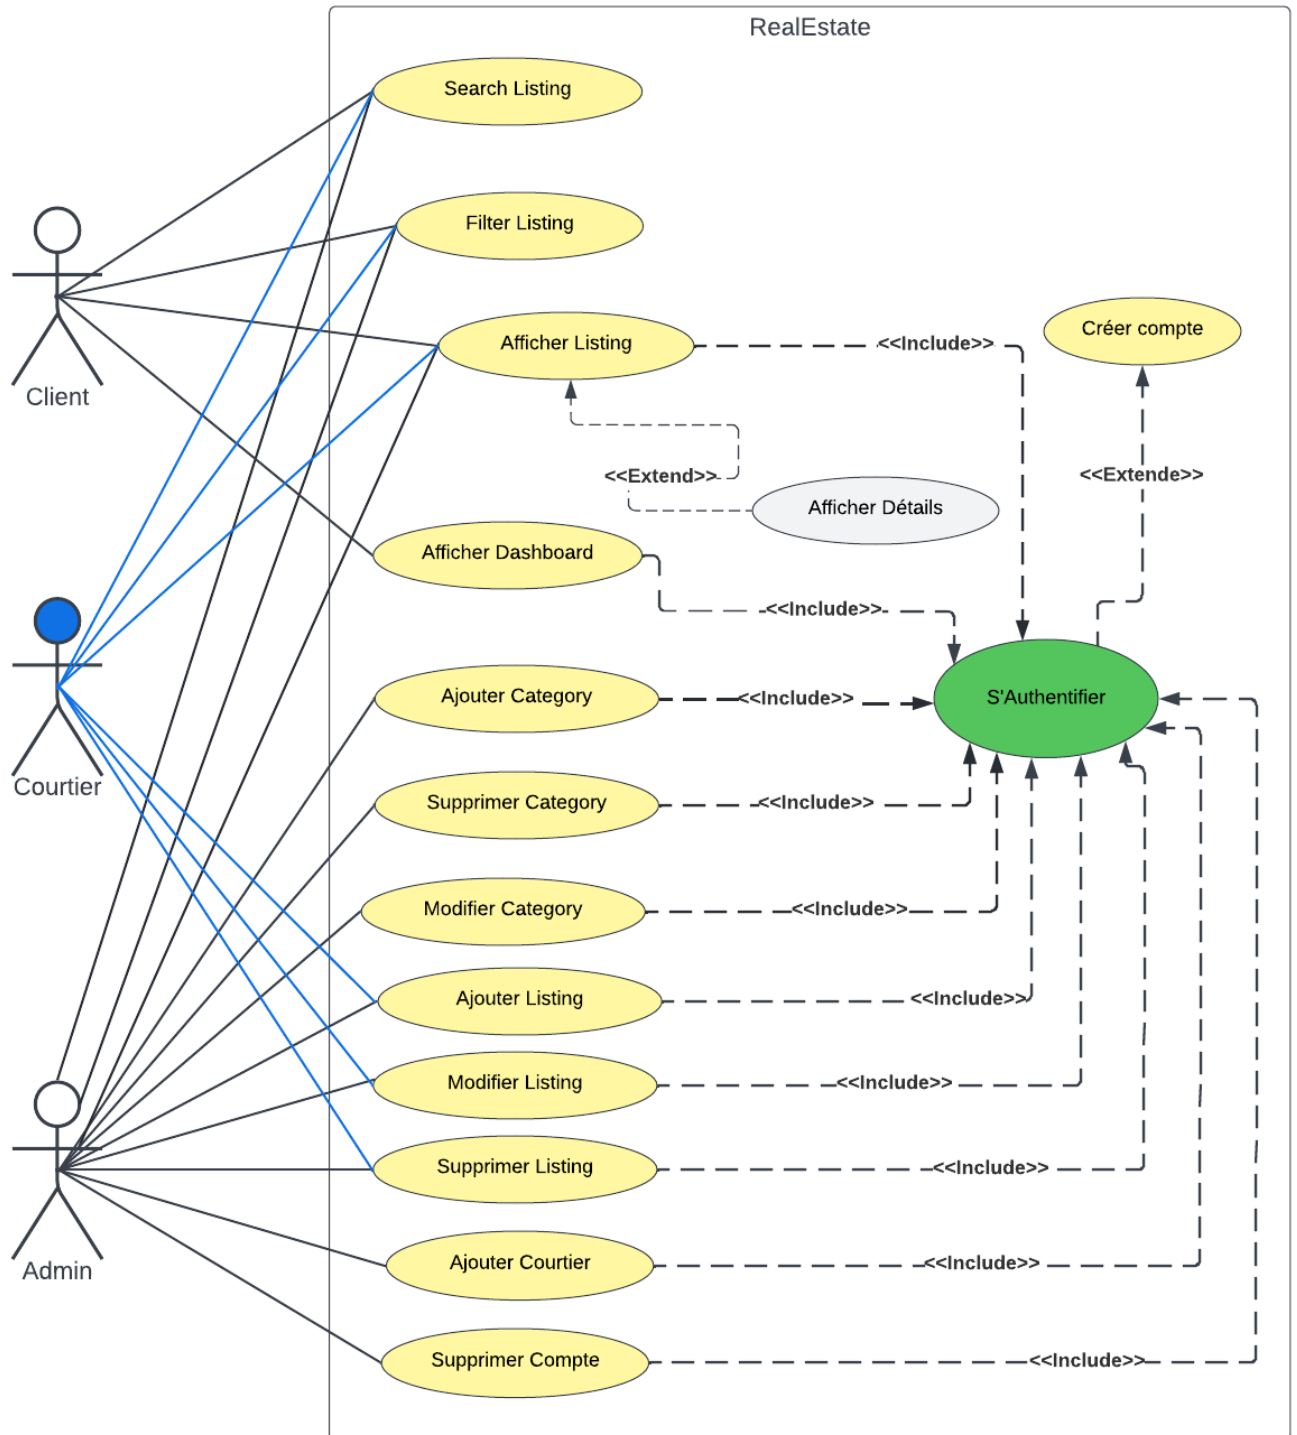 RealEstate
Search Listing
Filter Listing
Client
Afficher Listing
<<Include>>
Créer compte
<<Extend>>
<<Extende>>
Afficher Détails
Afficher Dashboard
<<Include>>
Courtier
Ajouter Category
<<Include>>
S'Authentifier
Supprimer Category
<<Include>>
Modifier Category
<<Include>>
Ajouter Listing
<<Include>>
Modifier Listing
<<Include>>
Supprimer Listing
<<Include>>
Admin
Ajouter Courtier
<<Include>>
Supprimer Compte
<<Include>>